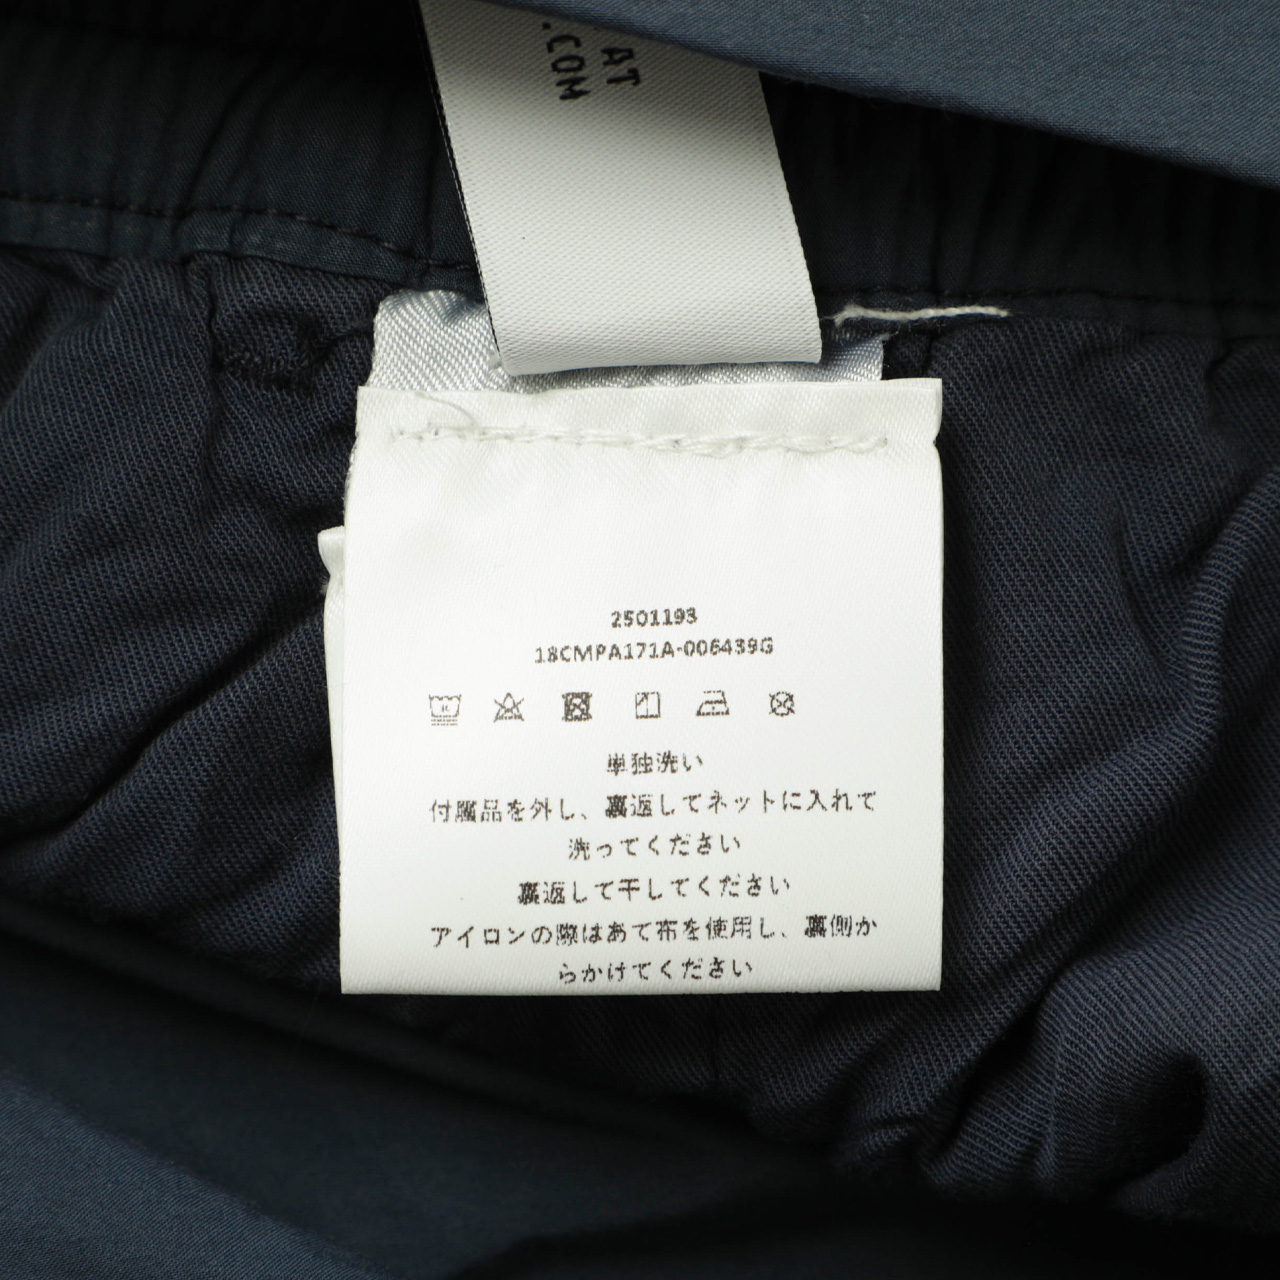 AT
.COM
2501193
18CMPA171A-006439G
単独洗い
付属品を外し、裏返してネットに入れて
洗ってください
裏返して干してください
アイロンの際はあて布を使用し、裏側か
らかけてください